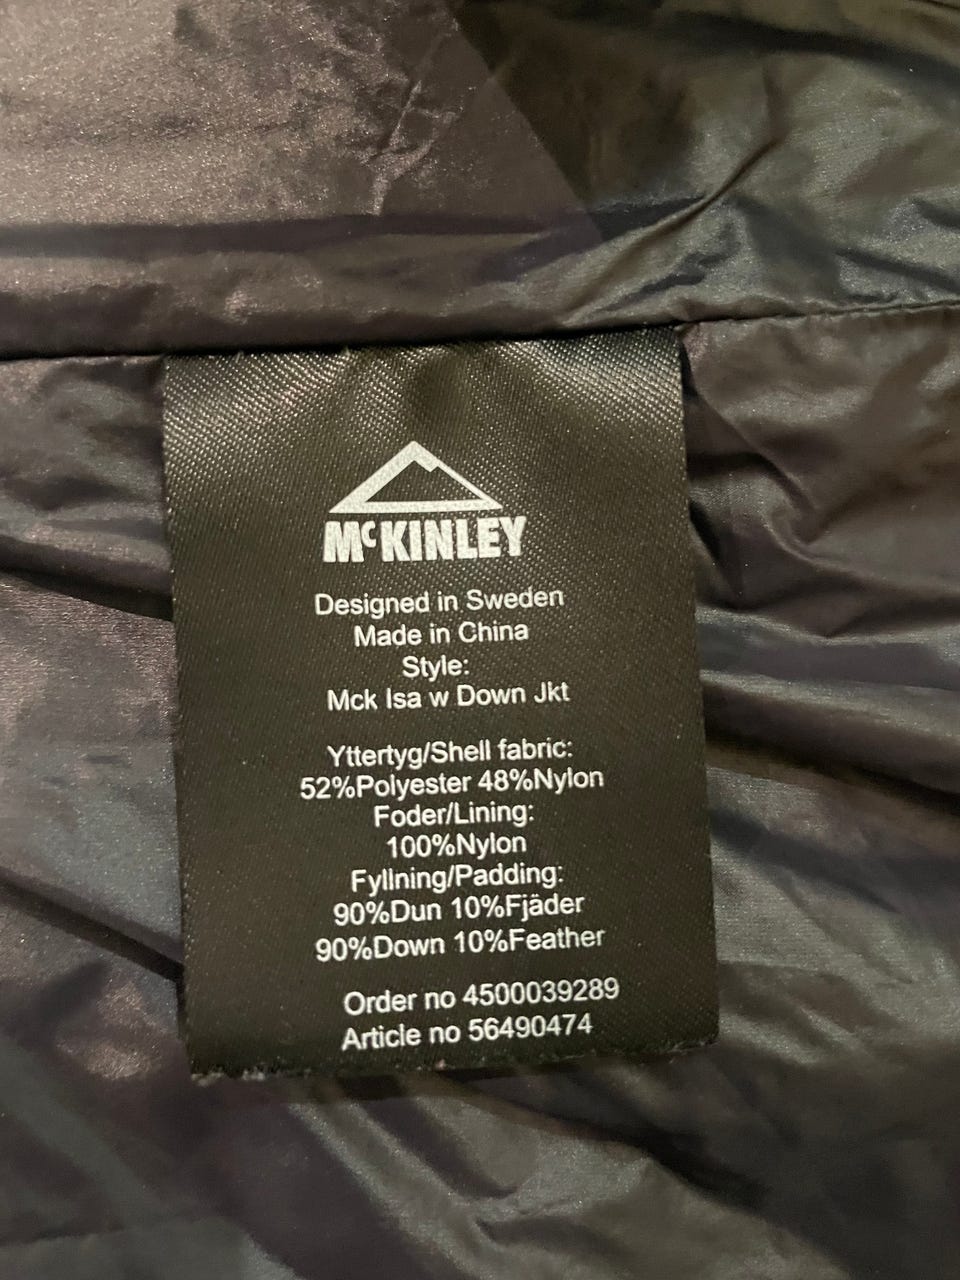 McKINLEY
Designed in Sweden
Made in China
Style:
Mck Isa w Down Jkt
Yttertyg/Shell fabric:
52%Polyester 48%Nylon
Foder/Lining:
100%Nylon
Fyllning/Padding:
90%Dun 10%Fjäder
90%Down 10%Feather
Order no 4500039289
Article no 56490474